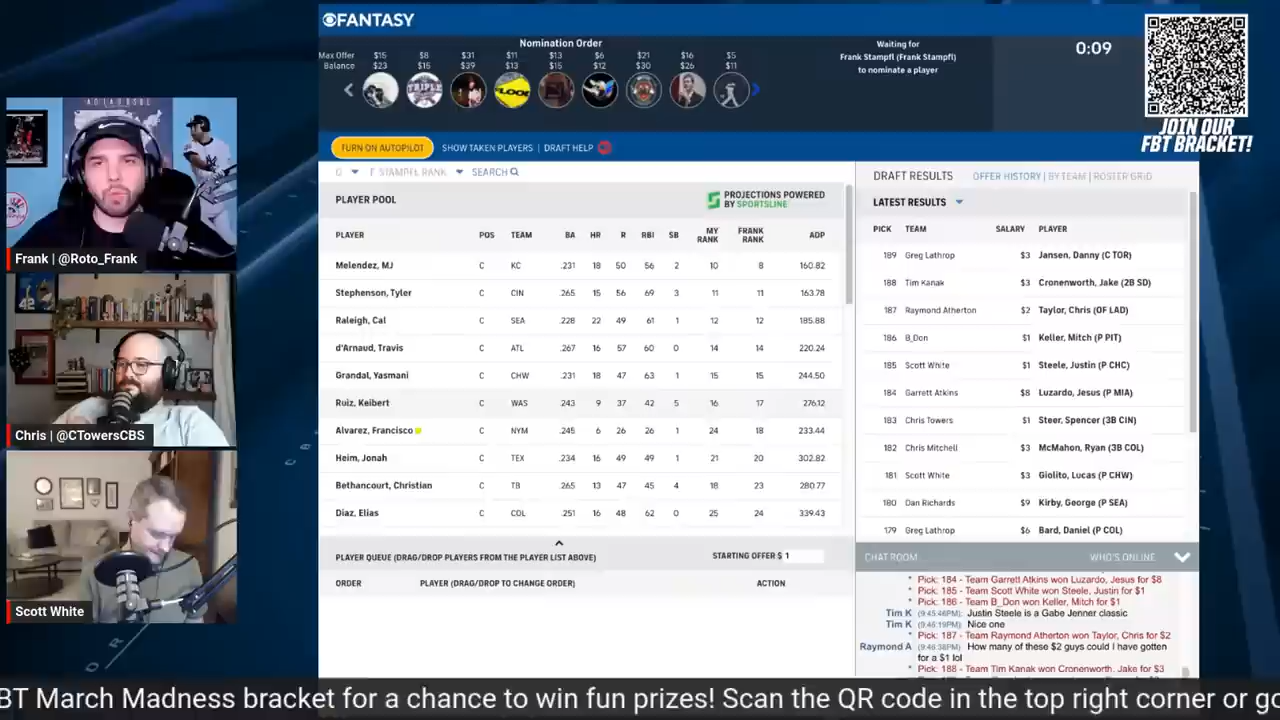 FANTASY
Nomination Order
Max Offer $15 $8 $31 $11 $13 $6 $21 $16 $5
Balance $23 $15 $39 $13 $15 $12 $30 $26 $11
Waiting for
Frank Stampfl (Frank Stampfl)
to nominate a player
0:09
JOIN OUR
FBT BRACKET!
TURN ON AUTOPILOT SHOW TAKEN PLAYERS | DRAFT HELP
SEARCH
PLAYER POOL
PROJECTIONS POWERED
BY SPORTSLINE
PLAYER POS TEAM BA HR R RBI SB MY RANK FRANK RANK ADP
Melendez, MJ C KC .231 18 50 56 2 10 8 160.82
Stephenson, Tyler C CIN .265 15 56 69 3 11 11 163.78
Raleigh, Cal C SEA .228 22 49 61 1 12 12 185.88
d'Arnaud, Travis C ATL .267 16 57 60 0 14 14 220.24
Grandal, Yasmani C CHW .231 18 47 63 1 15 15 244.50
Ruiz, Keibert C WAS .243 9 37 42 5 16 17 276.12
Alvarez, Francisco C NYM .245 6 26 26 1 24 18 233.44
Heim, Jonah C TEX .234 16 49 49 1 21 20 302.82
Bethancourt, Christian C TB .265 13 47 45 4 18 23 280.77
Diaz, Elias C COL .251 16 48 62 0 25 24 339.43
PLAYER QUEUE (DRAG/DROP PLAYERS FROM THE PLAYER LIST ABOVE)
STARTING OFFER $ 1
ORDER PLAYER (DRAG/DROP TO CHANGE ORDER) ACTION
DRAFT RESULTS OFFER HISTORY | BY TEAM | ROSTER GRID
LATEST RESULTS
PICK TEAM SALARY PLAYER
189 Greg Lathrop $3 Jansen, Danny (C TOR)
188 Tim Kanak $3 Cronenworth, Jake (2B SD)
187 Raymond Atherton $2 Taylor, Chris (OF LAD)
186 B_Don $1 Keller, Mitch (P PIT)
185 Scott White $1 Steele, Justin (P CHC)
184 Garrett Atkins $8 Luzardo, Jesus (P MIA)
183 Chris Towers $1 Steer, Spencer (3B CIN)
182 Chris Mitchell $3 McMahon, Ryan (3B COL)
181 Scott White $3 Giolito, Lucas (P CHW)
180 Dan Richards $9 Kirby, George (P SEA)
179 Greg Lathrop $6 Bard, Daniel (P COL)
CHAT ROOM WHO'S ONLINE
* Pick: 184 - Team Garrett Atkins won Luzardo, Jesus for $8
* Pick: 185 - Team Scott White won Steele, Justin for $1
* Pick: 186 - Team B_Don won Keller, Mitch for $1
Tim K (9:45:46PM): Justin Steele is a Gabe Jenner classic
Tim K (9:46:19PM): Nice one
* Pick: 187 - Team Raymond Atherton won Taylor, Chris for $2
Raymond A (9:46:38PM): How many of these $2 guys could I have gotten
for a $1 lol
* Pick: 188 - Team Tim Kanak won Cronenworth, Jake for $3
Frank | @Roto_Frank
Chris | @CTowersCBS
Scott White
BT March Madness bracket for a chance to win fun prizes! Scan the QR code in the top right corner or go